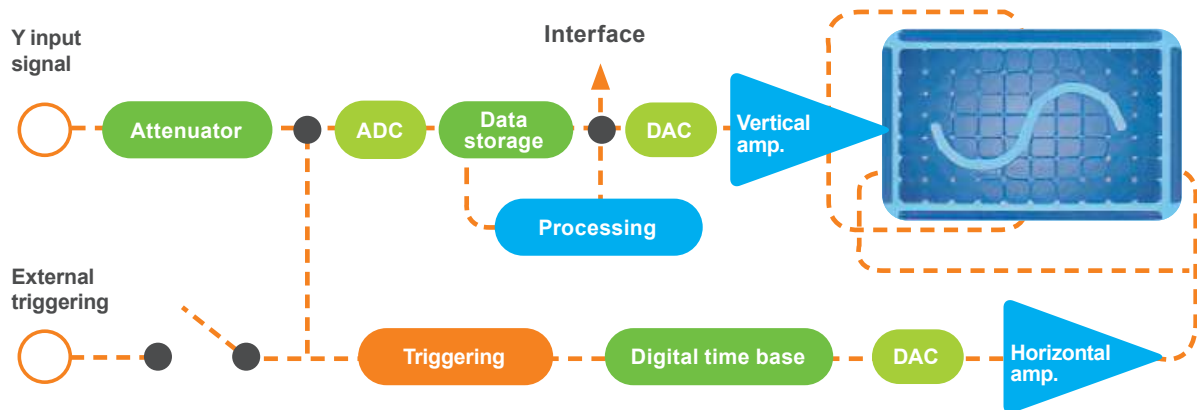 Y input
signal
Interface
Attenuator
ADC
Data
storage
DAC
Vertical
amp.
Processing
External
triggering
Triggering
Digital time base
DAC
Horizontal
amp.